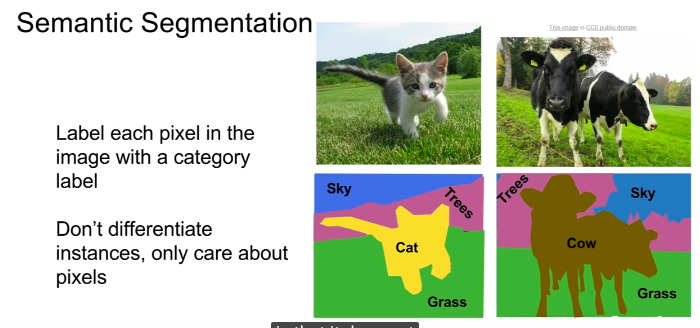 Semantic Segmentation
This image is CC0 public domain
Label each pixel in the
image with a category
label
Don't differentiate
instances, only care about
pixels
Sky
Trees
Cat
Grass
Trees
Sky
Cow
Grass